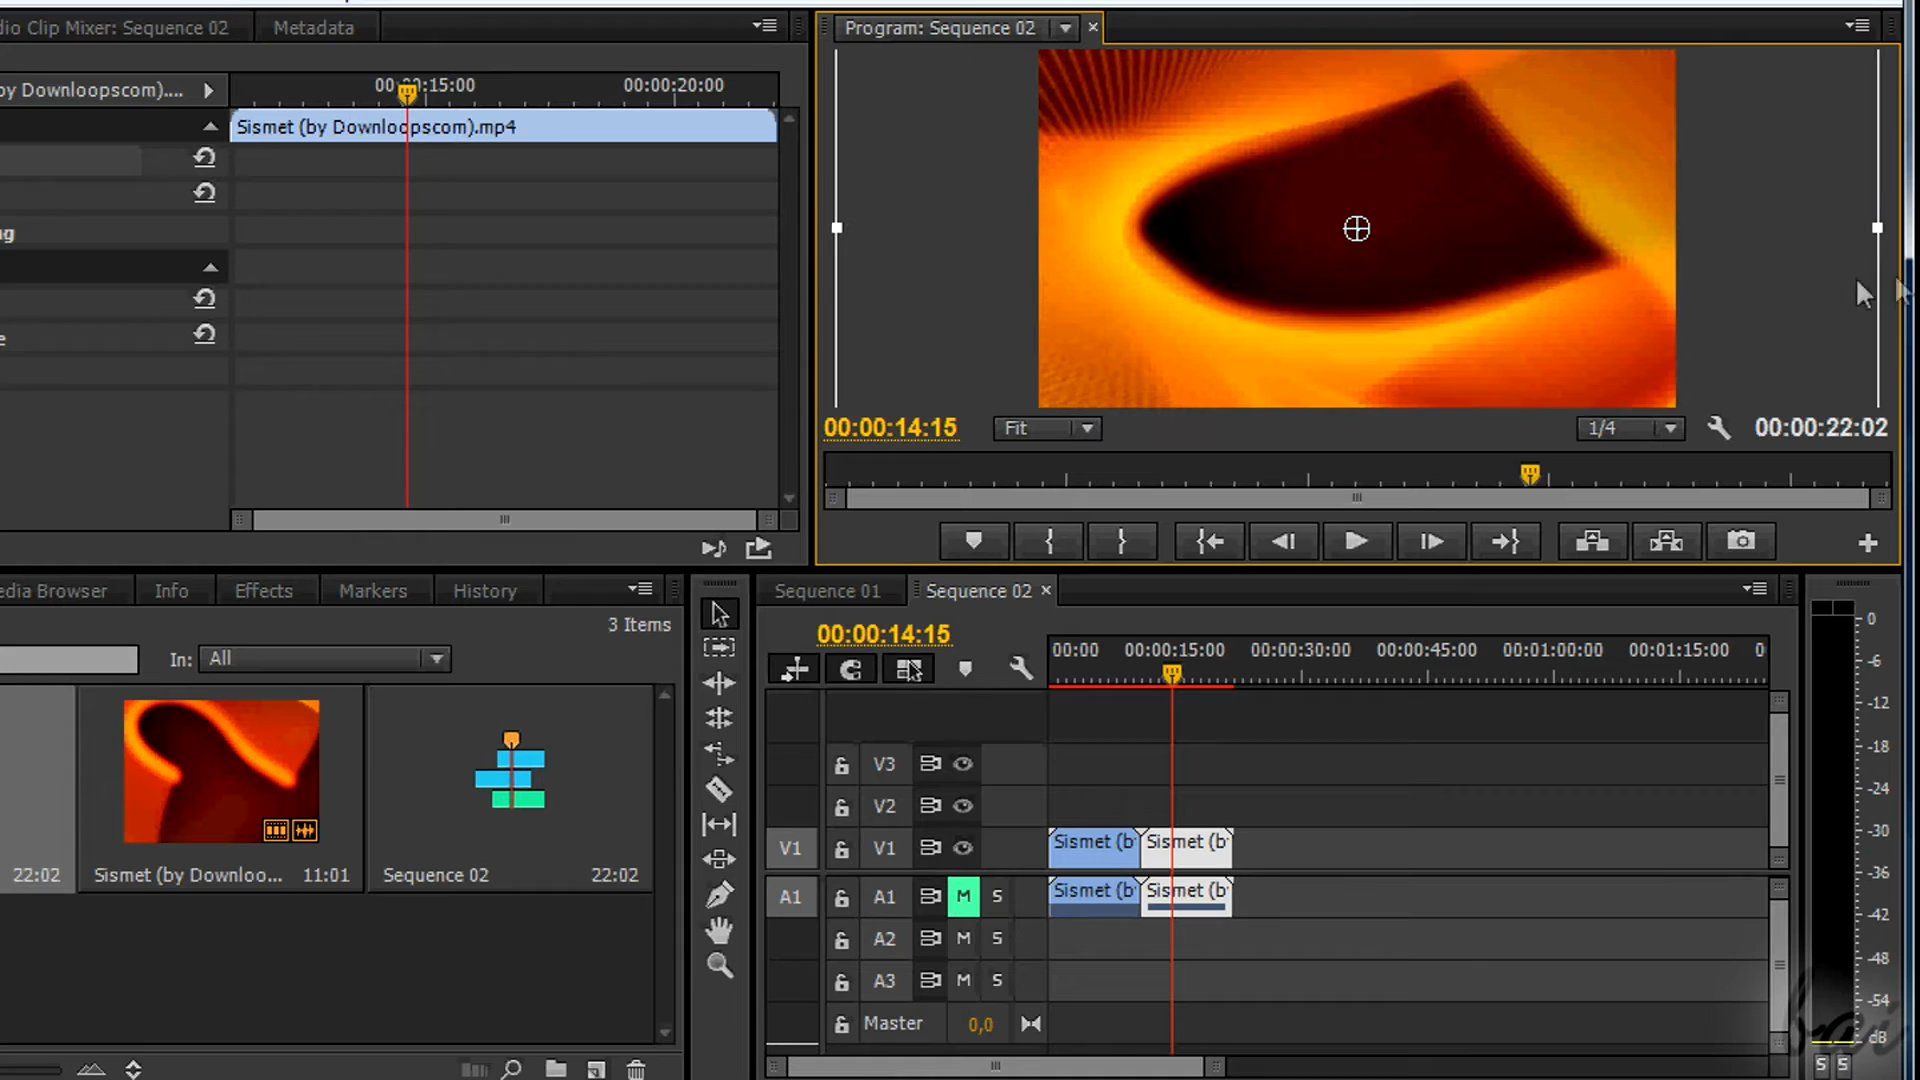 dio Clip Mixer: Sequence 02
Metadata
Program: Sequence 02
by Downloopscom)....
00:00:15:00
00:00:20:00
Sismet (by Downloopscom).mp4
ng
e
00:00:14:15
Fit
1/4
00:00:22:02
edia Browser
Info
Effects
Markers
History
3 Items
In:
All
22:02
Sismet (by Downloo...
11:01
Sequence 02
22:02
Sequence 01
Sequence 02
00:00:14:15
00:00
00:00:15:00
00:00:30:00
00:00:45:00
00:01:00:00
00:01:15:00
0
V3
V2
V1
V1
Sismet (b
Sismet (b
A1
A1
M
S
Sismet (b
Sismet (b
A2
M
S
A3
M
S
Master
0,0
0
-6
-12
-18
-24
-30
-36
-42
-48
-54
dB
S
S